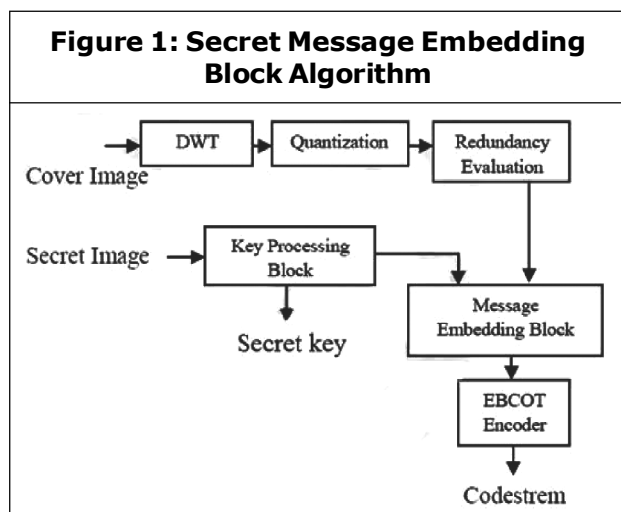 Figure 1: Secret Message Embedding
Block Algorithm
DWT
Quantization
Redundancy
Evaluation
Cover Image
Secret Image
Key Processing
Block
Secret key
Message
Embedding Block
EBCOT
Encoder
Codestrem